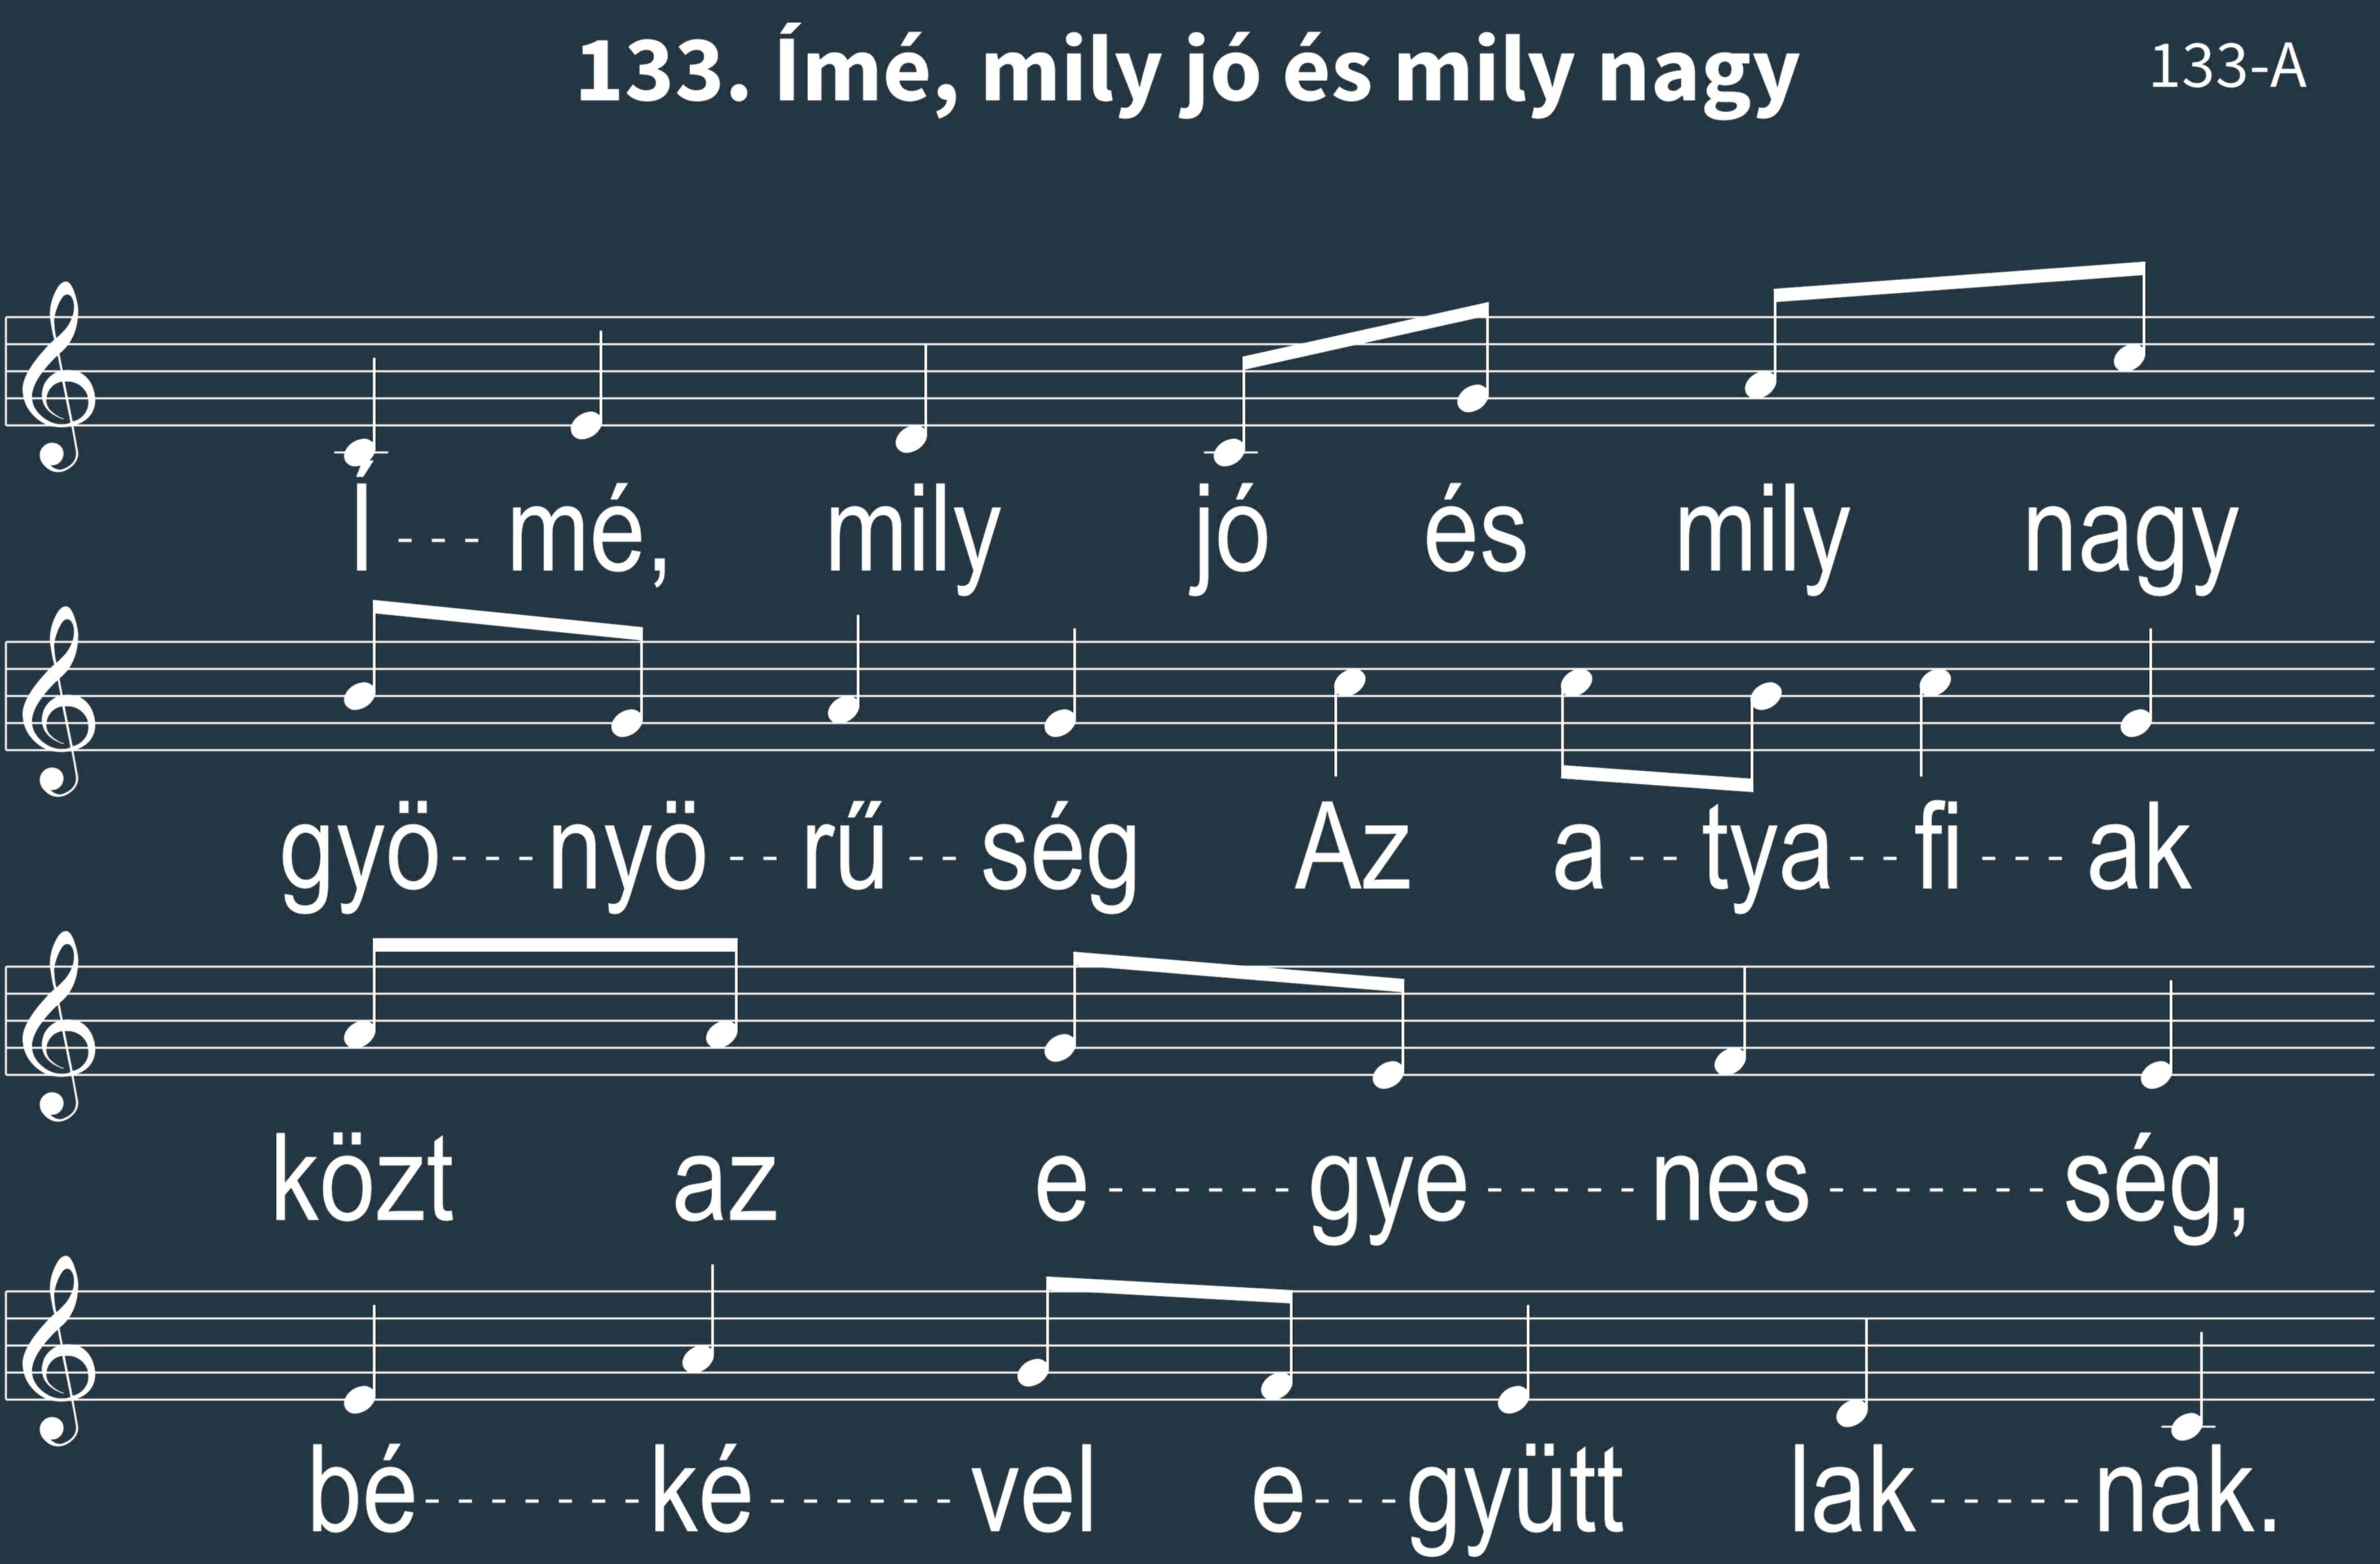 133. Ímé, mily jó és mily nagy 133-A
Í---mé, mily jó és mily nagy
gyö---nyö--rű--ség Az a--tya--fi---ak
közt az e------gye-----nes-------ség,
bé-------ké------vel e---gyütt lak-----nak.